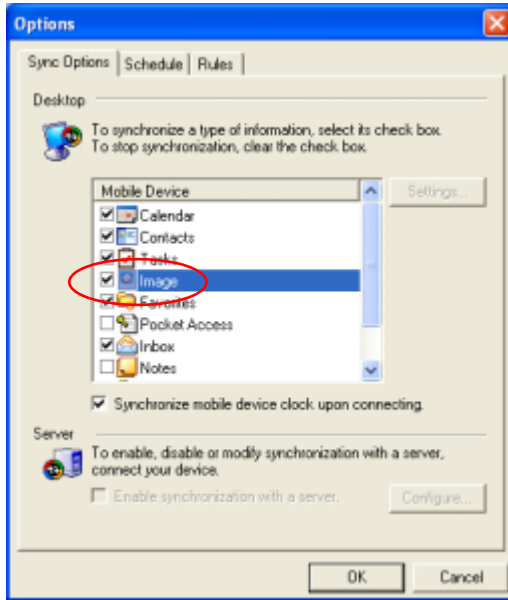 Options
Sync Options Schedule Rules
Desktop
To synchronize a type of information, select its check box.
To stop synchronization, clear the check box.
Mobile Device
Settings...
Calendar
Contacts
Tasks
Image
Favorites
Pocket Access
Inbox
Notes
Synchronize mobile device clock upon connecting.
Server
To enable, disable or modify synchronization with a server,
connect your device.
Enable synchronization with a server.
Configure...
OK Cancel